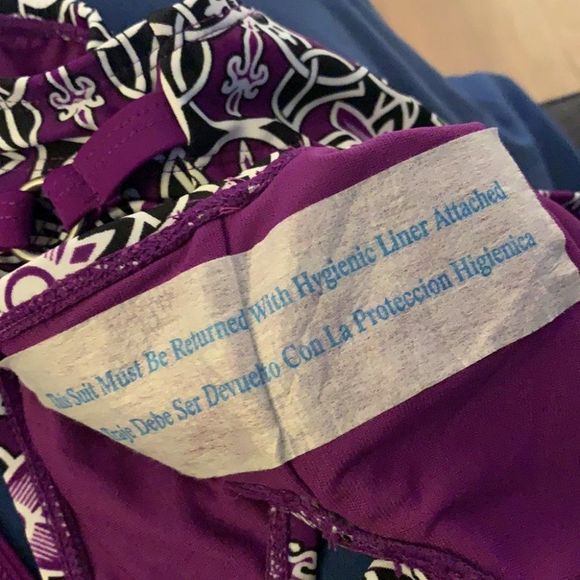 This Suit Must Be Returned With Hygienic Liner Attached
Traje Debe Ser Devuelto Con La Proteccion Higienica